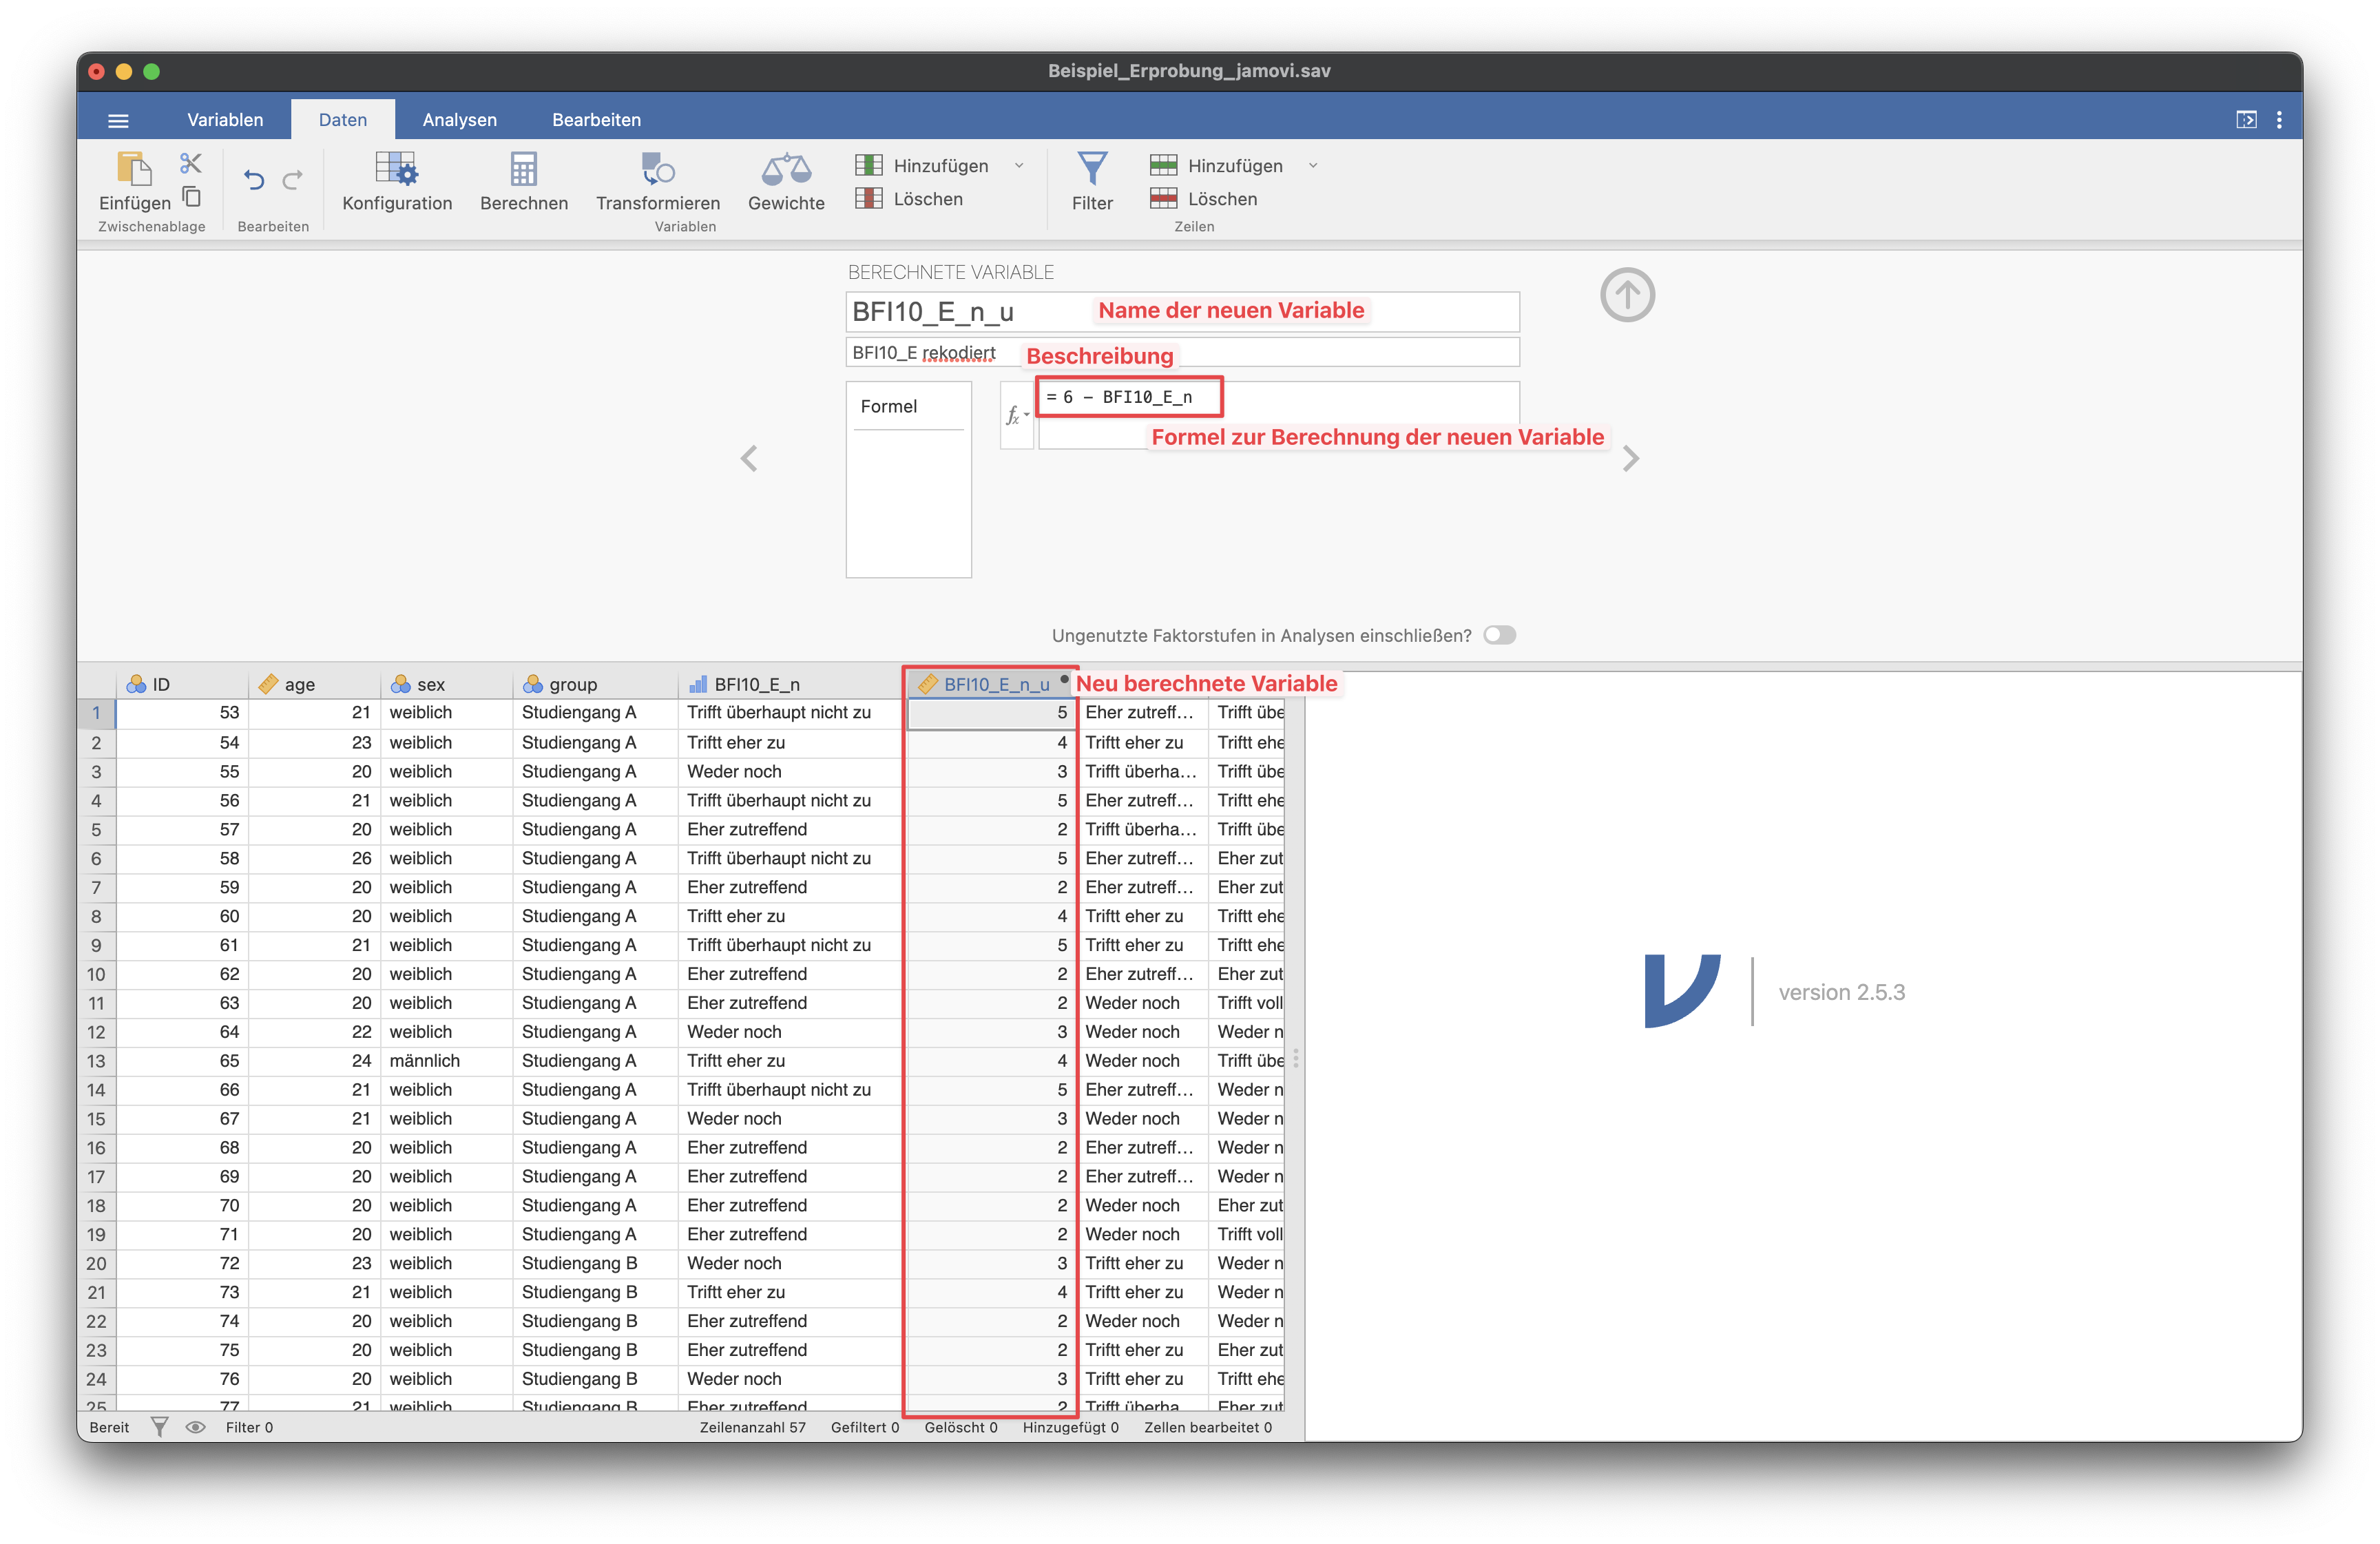 Beispiel_Erprobung_jamovi.sav
Variablen Daten Analysen Bearbeiten
Einfügen Konfiguration Berechnen Transformieren Gewichte Hinzufügen Löschen Filter Hinzufügen Löschen
Zwischenablage Bearbeiten Variablen Zeilen
BERECHNETE VARIABLE
BFI10_E_n_u Name der neuen Variable
BFI10_E rekodiert Beschreibung
Formel fx = 6 - BFI10_E_n
Formel zur Berechnung der neuen Variable
Ungenutzte Faktorstufen in Analysen einschließen?
ID age sex group BFI10_E_n BFI10_E_n_u Neu berechnete Variable
1 53 21 weiblich Studiengang A Trifft überhaupt nicht zu 5 Eher zutreff… Trifft übe
2 54 23 weiblich Studiengang A Triftt eher zu 4 Triftt eher zu Triftt ehe
3 55 20 weiblich Studiengang A Weder noch 3 Trifft überha… Trifft übe
4 56 21 weiblich Studiengang A Trifft überhaupt nicht zu 5 Eher zutreff… Triftt ehe
5 57 20 weiblich Studiengang A Eher zutreffend 2 Trifft überha… Trifft übe
6 58 26 weiblich Studiengang A Trifft überhaupt nicht zu 5 Eher zutreff… Eher zut
7 59 20 weiblich Studiengang A Eher zutreffend 2 Eher zutreff… Eher zut
8 60 20 weiblich Studiengang A Triftt eher zu 4 Triftt eher zu Triftt ehe
9 61 21 weiblich Studiengang A Trifft überhaupt nicht zu 5 Triftt eher zu Triftt ehe
10 62 20 weiblich Studiengang A Eher zutreffend 2 Eher zutreff… Eher zut
11 63 20 weiblich Studiengang A Eher zutreffend 2 Weder noch Trifft voll
12 64 22 weiblich Studiengang A Weder noch 3 Weder noch Weder n
13 65 24 männlich Studiengang A Triftt eher zu 4 Weder noch Trifft übe
14 66 21 weiblich Studiengang A Trifft überhaupt nicht zu 5 Eher zutreff… Weder n
15 67 21 weiblich Studiengang A Weder noch 3 Weder noch Weder n
16 68 20 weiblich Studiengang A Eher zutreffend 2 Eher zutreff… Weder n
17 69 20 weiblich Studiengang A Eher zutreffend 2 Eher zutreff… Weder n
18 70 20 weiblich Studiengang A Eher zutreffend 2 Weder noch Eher zut
19 71 20 weiblich Studiengang A Eher zutreffend 2 Weder noch Trifft voll
20 72 23 weiblich Studiengang B Weder noch 3 Triftt eher zu Weder n
21 73 21 weiblich Studiengang B Triftt eher zu 4 Triftt eher zu Weder n
22 74 20 weiblich Studiengang B Eher zutreffend 2 Weder noch Weder n
23 75 20 weiblich Studiengang B Eher zutreffend 2 Triftt eher zu Eher zut
24 76 20 weiblich Studiengang B Weder noch 3 Triftt eher zu Triftt ehe
25 77 21 weiblich Studiengang B Eher zutreffend 2 Trifft überha Eher zut
version 2.5.3
Bereit Filter 0 Zeilenanzahl 57 Gefiltert 0 Gelöscht 0 Hinzugefügt 0 Zellen bearbeitet 0